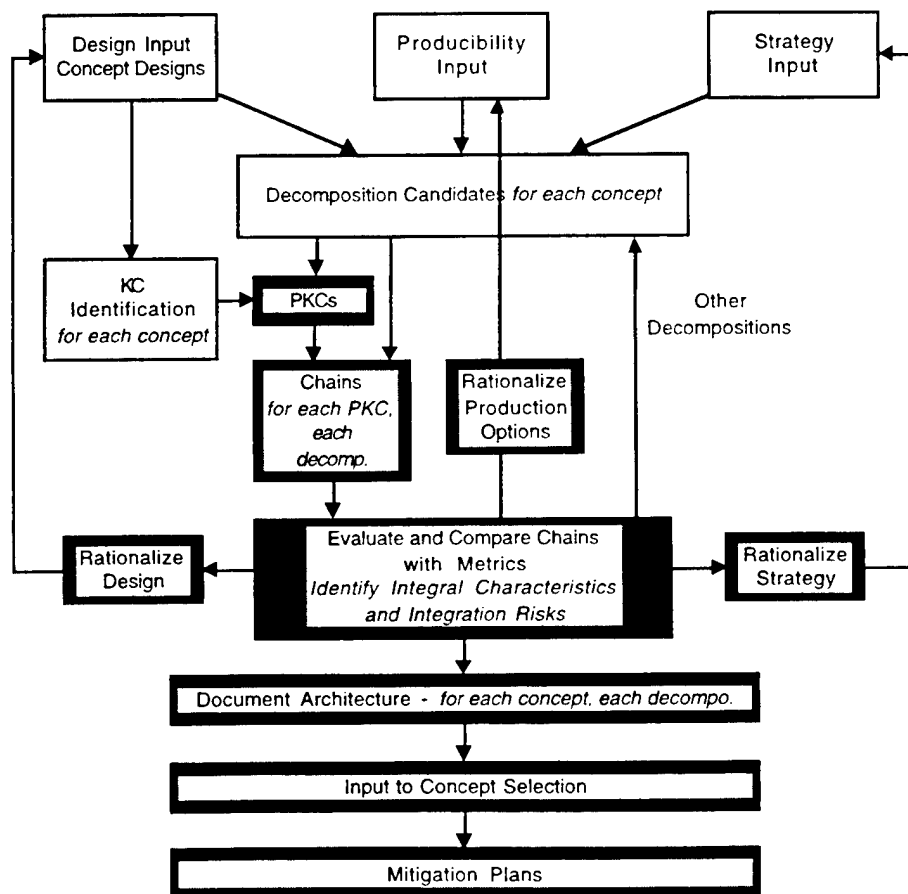 Design Input
Concept Designs
Producibility
Input
Strategy
Input
Decomposition Candidates for each concept
KC
Identification
for each concept
PKCs
Other
Decompositions
Chains
for each PKC,
each
decomp.
Rationalize
Production
Options
Rationalize
Design
Evaluate and Compare Chains
with Metrics
Identify Integral Characteristics
and Integration Risks
Rationalize
Strategy
Document Architecture - for each concept, each decompo.
Input to Concept Selection
Mitigation Plans